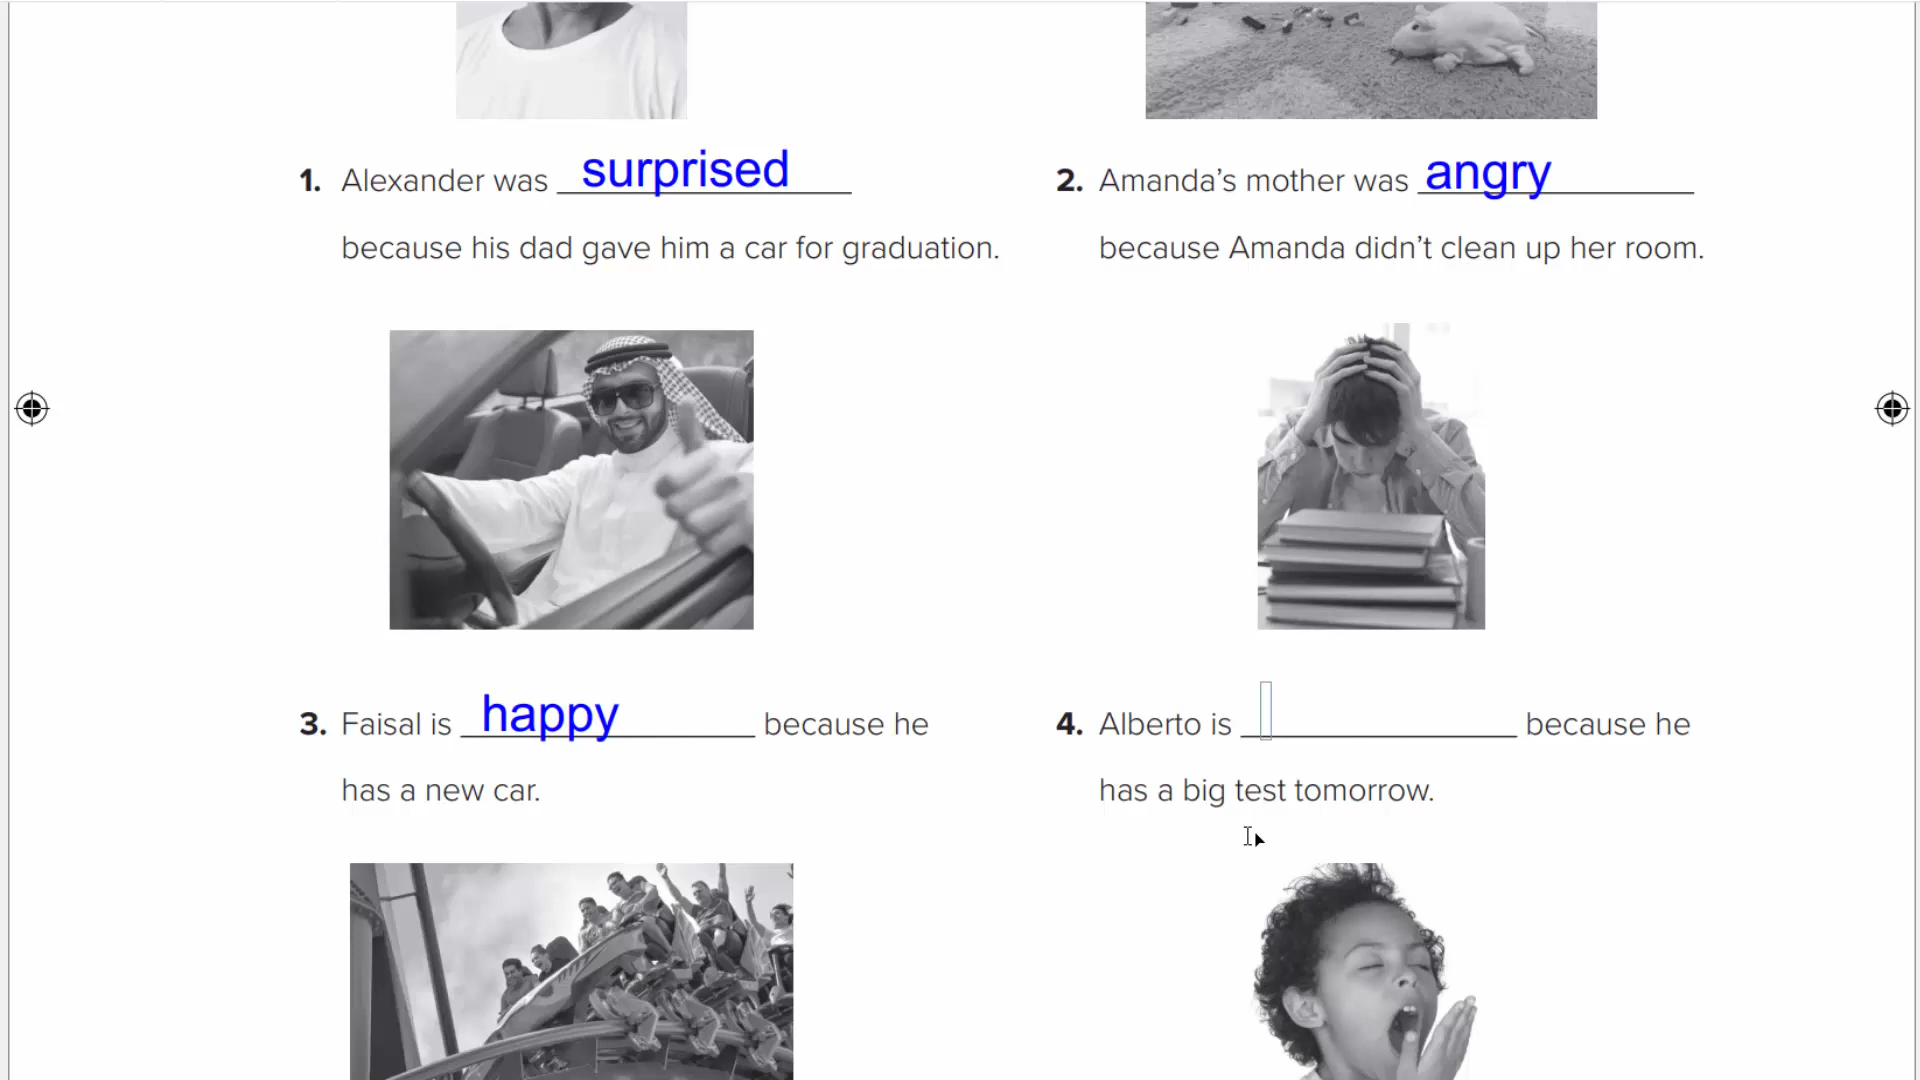 1. Alexander was surprised
because his dad gave him a car for graduation.
2. Amanda’s mother was angry
because Amanda didn’t clean up her room.
3. Faisal is happy because he
has a new car.
4. Alberto is ____________ because he
has a big test tomorrow.